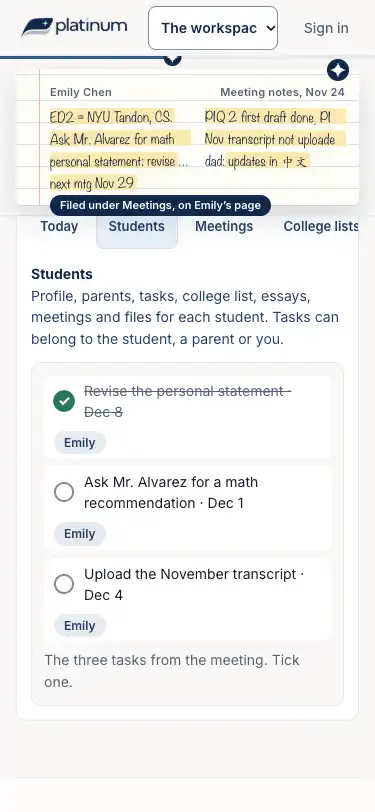 platinum
The workspac
Sign in
Emily Chen
Meeting notes, Nov 24
ED2 = NYU Tandon, CS.
Ask Mr. Alvarez for math
personal statement: revise ...
next mtg Nov 29
PIQ 2 first draft done, PI
Nov transcript not uploade
dad: updates in 中文
Filed under Meetings, on Emily's page
Today
Students
Meetings
College lists
Students
Profile, parents, tasks, college list, essays,
meetings and files for each student. Tasks can
belong to the student, a parent or you.
Revise the personal statement ·
Dec 8
Emily
Ask Mr. Alvarez for a math
recommendation · Dec 1
Emily
Upload the November transcript ·
Dec 4
Emily
The three tasks from the meeting. Tick
one.